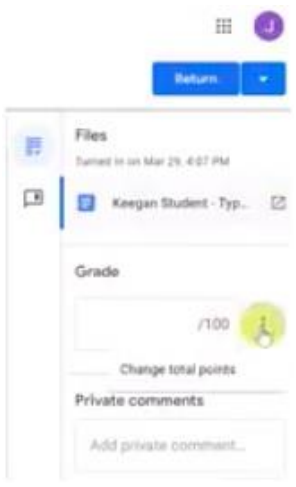 J
Return
Files
Turned in on Mar 29, 4:07 PM
Keegan Student - Typ...
Grade
/100
Change total points
Private comments
Add private comment...